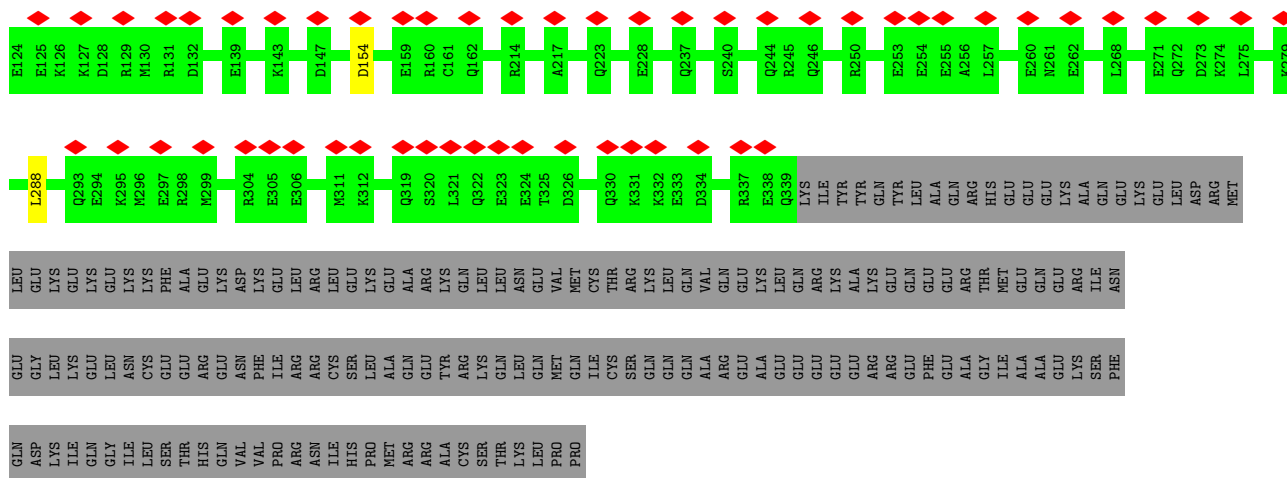 E124 E125 K126 K127 D128 R129 M130 R131 D132 E139 K143 D147 D154 E159 R160 C161 Q162 R214 A217 Q223 E228 Q237 S240 Q244 R245 Q246 R250 E253 E254 E255 A256 L257 E260 N261 E262 L268 E271 Q272 D273 K274 L275 K279
L288 Q293 E294 K295 M296 E297 R298 M299 R304 E305 E306 M311 K312 Q319 S320 L321 Q322 E323 E324 T325 D326 Q330 K331 K332 E333 D334 R337 E338 Q339 LYS ILE TYR TYR GLN TYR LEU ALA GLN ARG HIS GLU GLU GLU LYS ALA GLN GLU LYS GLU LEU ASP ARG MET
LEU GLU LYS GLU LYS GLU LYS LYS PHE ALA GLU LYS ASP LYS GLU LEU ARG LEU GLU LYS GLU ALA ARG LYS GLN LEU LEU ASN GLU VAL MET CYS THR ARG LYS LEU GLN VAL GLN GLU LYS LEU GLN ARG LYS ALA LYS GLU GLN GLU GLU ARG THR MET GLU GLN GLU ARG ILE ASN
GLU GLY LEU LYS GLU LEU ASN CYS GLU GLU ARG GLU ASN PHE ILE ARG ARG CYS SER LEU ALA GLN GLU TYR ARG LYS GLN LEU GLN MET GLN ILE CYS SER GLN GLN GLN ALA ARG GLU ALA GLU GLU GLU GLU GLU ARG ARG GLU PHE GLU ALA GLY ILE ALA ALA GLU LYS SER PHE
GLN ASP LYS ILE GLN GLY ILE LEU SER THR HIS GLN VAL VAL PRO ARG ASN ILE HIS PRO MET ARG ARG ALA CYS SER THR LYS LEU PRO PRO